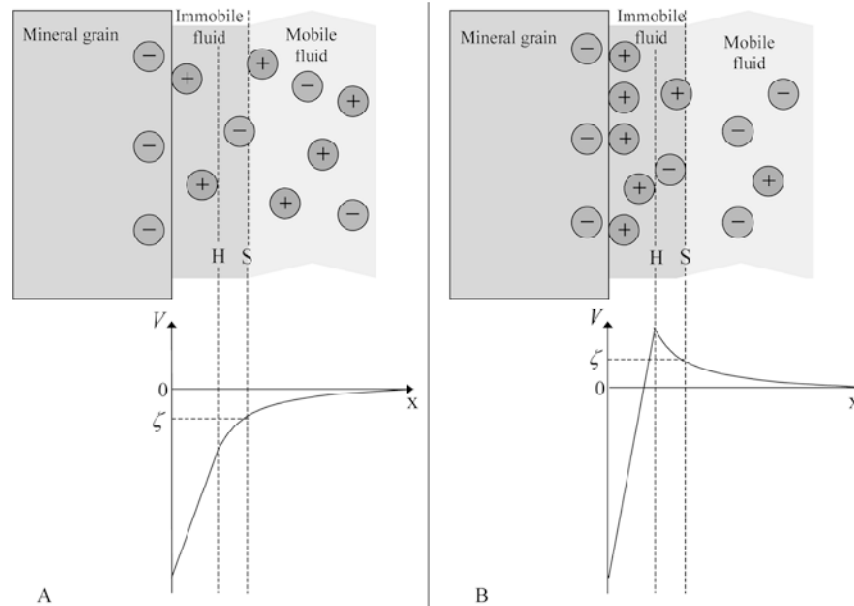 Mineral grain
Immobile
fluid
Mobile
fluid
− + + − + − − + + + − −
H S
V
0
ζ
x
A
Mineral grain
Immobile
fluid
Mobile
fluid
− + + − + − − + − + + − + −
H S
V
ζ
0
x
B